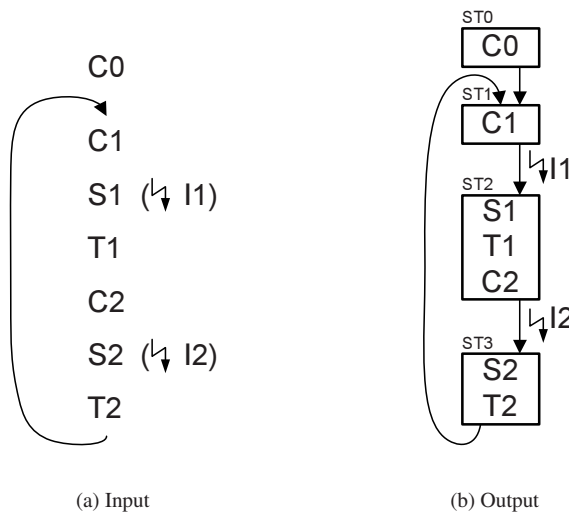 C0
C1
S1 (I1)
T1
C2
S2 (I2)
T2
(a) Input
ST0
C0
ST1
C1
I1
ST2
S1
T1
C2
I2
ST3
S2
T2
(b) Output